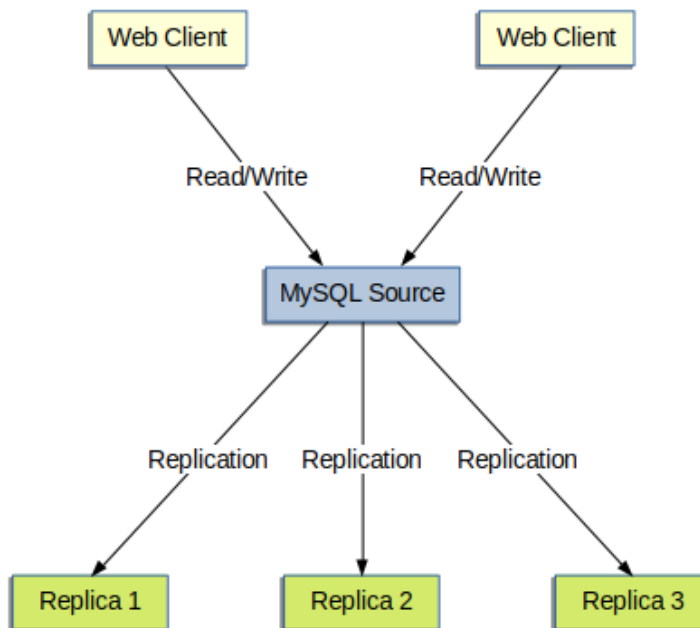 Web Client
Web Client
Read/Write
Read/Write
MySQL Source
Replication
Replication
Replication
Replica 1
Replica 2
Replica 3